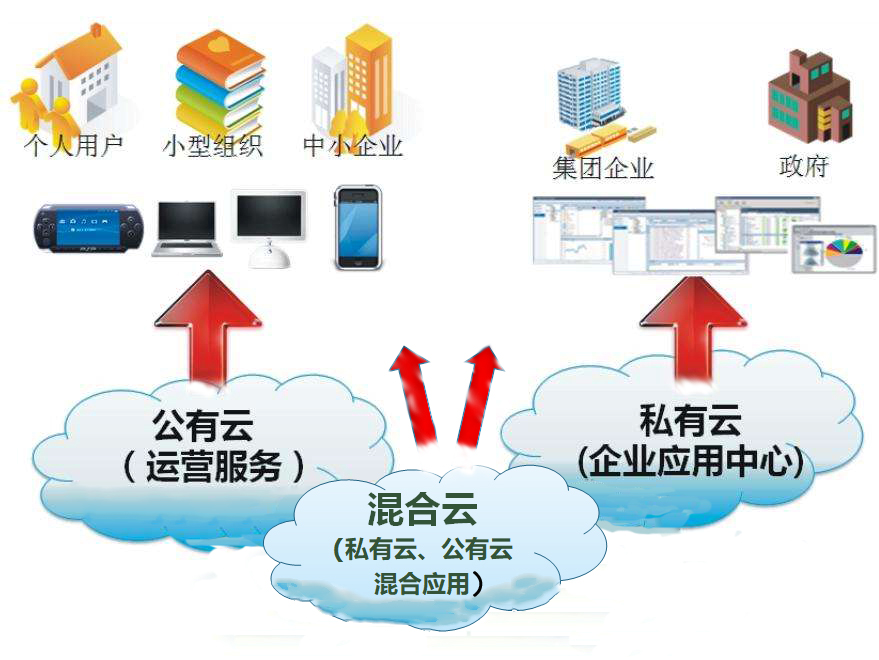 个人用户
小型组织
中小企业
集团企业
政府
公有云
（运营服务）
私有云
(企业应用中心)
混合云
(私有云、公有云
混合应用）